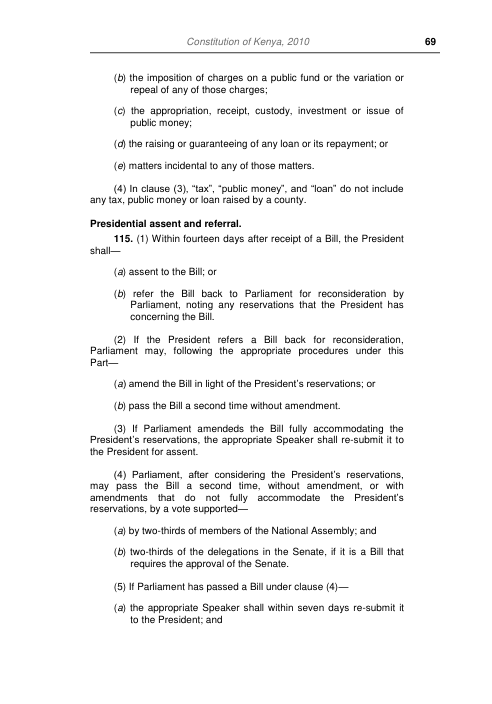 Constitution of Kenya, 2010 69
(b) the imposition of charges on a public fund or the variation or
repeal of any of those charges;
(c) the appropriation, receipt, custody, investment or issue of
public money;
(d) the raising or guaranteeing of any loan or its repayment; or
(e) matters incidental to any of those matters.
(4) In clause (3), “tax”, “public money”, and “loan” do not include
any tax, public money or loan raised by a county.
Presidential assent and referral.
115. (1) Within fourteen days after receipt of a Bill, the President
shall—
(a) assent to the Bill; or
(b) refer the Bill back to Parliament for reconsideration by
Parliament, noting any reservations that the President has
concerning the Bill.
(2) If the President refers a Bill back for reconsideration,
Parliament may, following the appropriate procedures under this
Part—
(a) amend the Bill in light of the President’s reservations; or
(b) pass the Bill a second time without amendment.
(3) If Parliament amendeds the Bill fully accommodating the
President’s reservations, the appropriate Speaker shall re-submit it to
the President for assent.
(4) Parliament, after considering the President’s reservations,
may pass the Bill a second time, without amendment, or with
amendments that do not fully accommodate the President’s
reservations, by a vote supported—
(a) by two-thirds of members of the National Assembly; and
(b) two-thirds of the delegations in the Senate, if it is a Bill that
requires the approval of the Senate.
(5) If Parliament has passed a Bill under clause (4)—
(a) the appropriate Speaker shall within seven days re-submit it
to the President; and